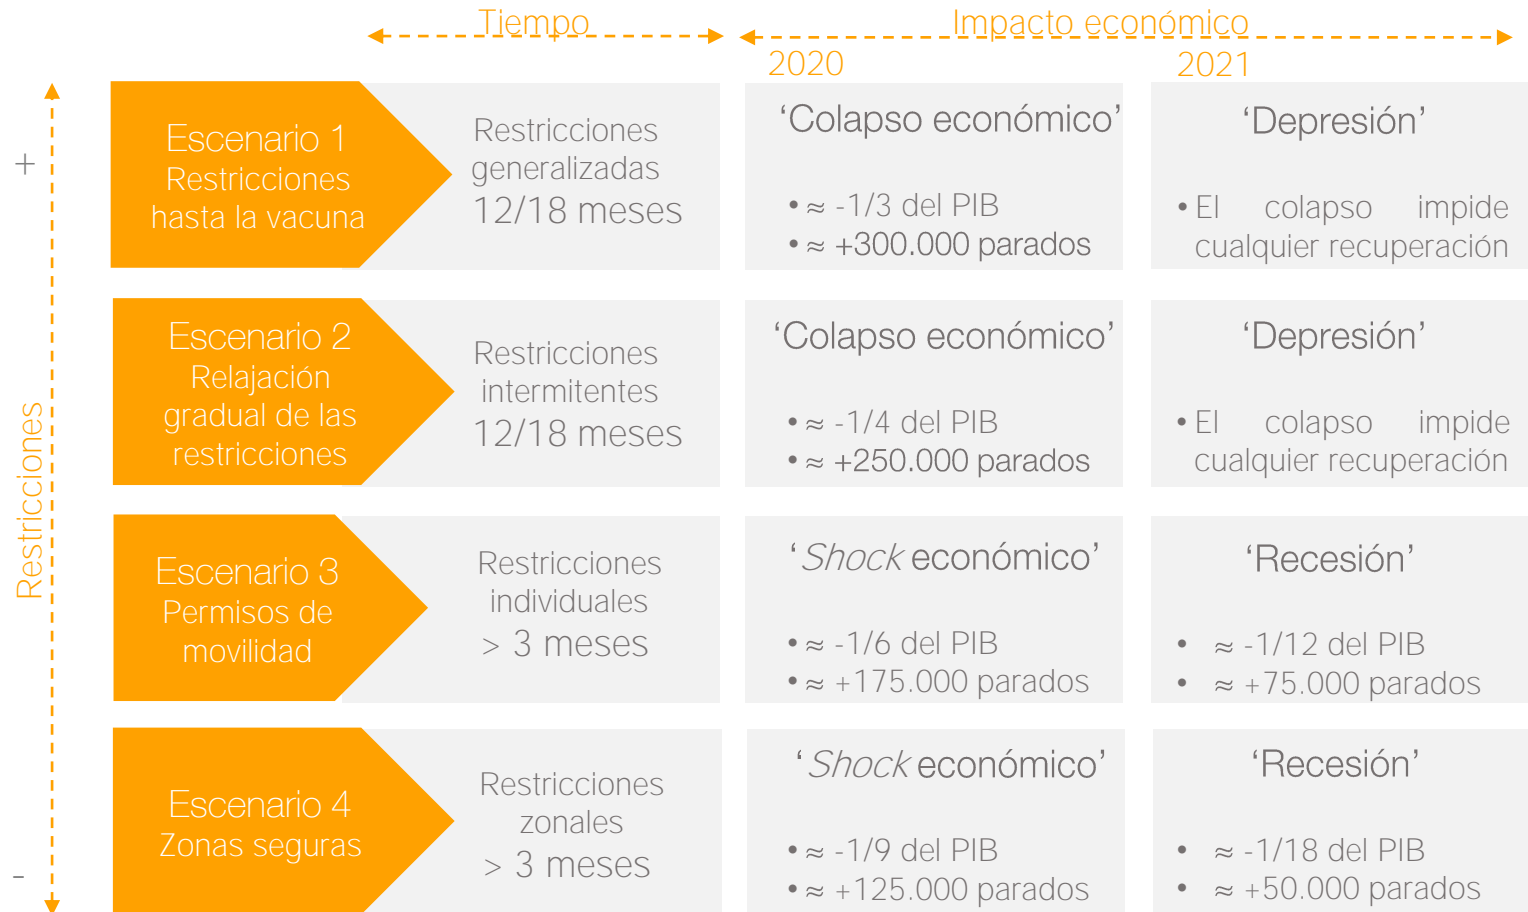 Tiempo
Impacto económico
2020
2021
Restricciones
+
-
Escenario 1
Restricciones
hasta la vacuna
Restricciones
generalizadas
12/18 meses
‘Colapso económico’
• ≈ -1/3 del PIB
• ≈ +300.000 parados
‘Depresión’
• El colapso impide
cualquier recuperación
Escenario 2
Relajación
gradual de las
restricciones
Restricciones
intermitentes
12/18 meses
‘Colapso económico’
• ≈ -1/4 del PIB
• ≈ +250.000 parados
‘Depresión’
• El colapso impide
cualquier recuperación
Escenario 3
Permisos de
movilidad
Restricciones
individuales
> 3 meses
‘Shock económico’
• ≈ -1/6 del PIB
• ≈ +175.000 parados
‘Recesión’
• ≈ -1/12 del PIB
• ≈ +75.000 parados
Escenario 4
Zonas seguras
Restricciones
zonales
> 3 meses
‘Shock económico’
• ≈ -1/9 del PIB
• ≈ +125.000 parados
‘Recesión’
• ≈ -1/18 del PIB
• ≈ +50.000 parados